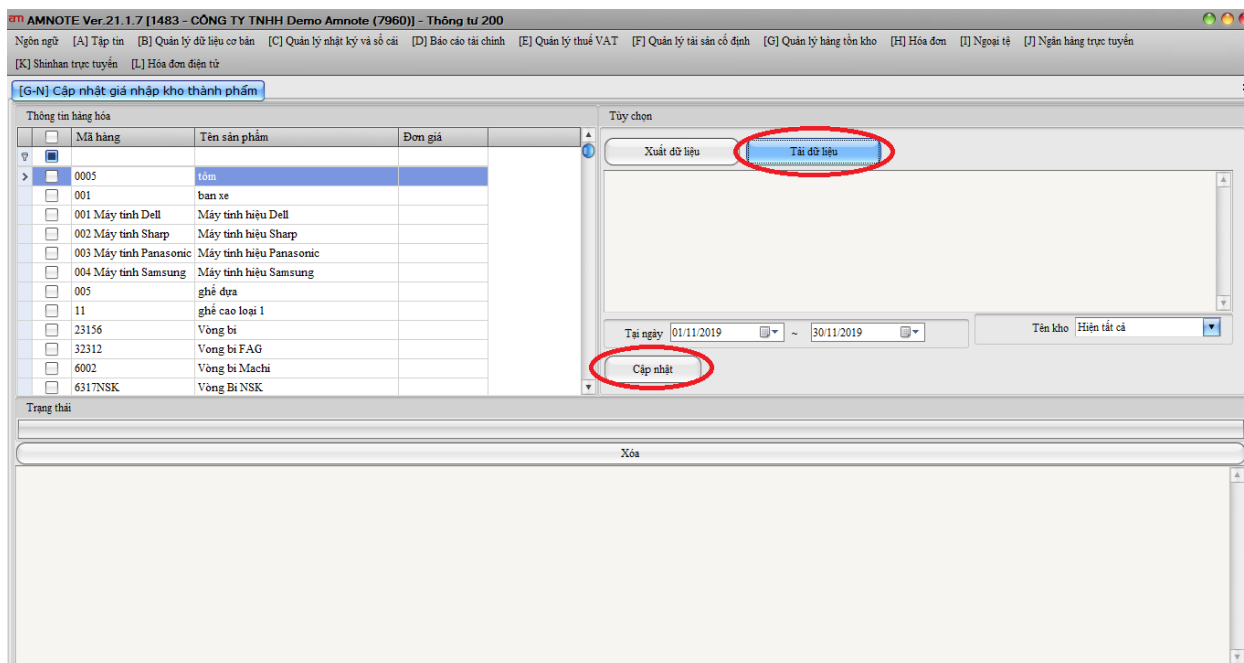 am AMNOTE Ver.21.1.7 [1483 - CÔNG TY TNHH Demo Amnote (7960)] - Thông tư 200
Ngôn ngữ [A] Tập tin [B] Quản lý dữ liệu cơ bản [C] Quản lý nhật ký và sổ cái [D] Báo cáo tài chính [E] Quản lý thuế VAT [F] Quản lý tài sản cố định [G] Quản lý hàng tồn kho [H] Hóa đơn [I] Ngoại tệ [J] Ngân hàng trực tuyến
[K] Shinhan trực tuyến [L] Hóa đơn điện tử
[G-N] Cập nhật giá nhập kho thành phẩm
Thông tin hàng hóa
Mã hàng Tên sản phẩm Đơn giá
0005 tôm
001 ban xe
001 Máy tính Dell Máy tính hiệu Dell
002 Máy tính Sharp Máy tính hiệu Sharp
003 Máy tính Panasonic Máy tính hiệu Panasonic
004 Máy tính Samsung Máy tính hiệu Samsung
005 ghế dựa
11 ghế cao loại 1
23156 Vòng bi
32312 Vong bi FAG
6002 Vòng bi Machi
6317NSK Vòng Bi NSK
Tùy chọn
Xuất dữ liệu Tải dữ liệu
Tại ngày 01/11/2019 ~ 30/11/2019 Tên kho Hiện tất cả
Cập nhật
Trạng thái
Xóa